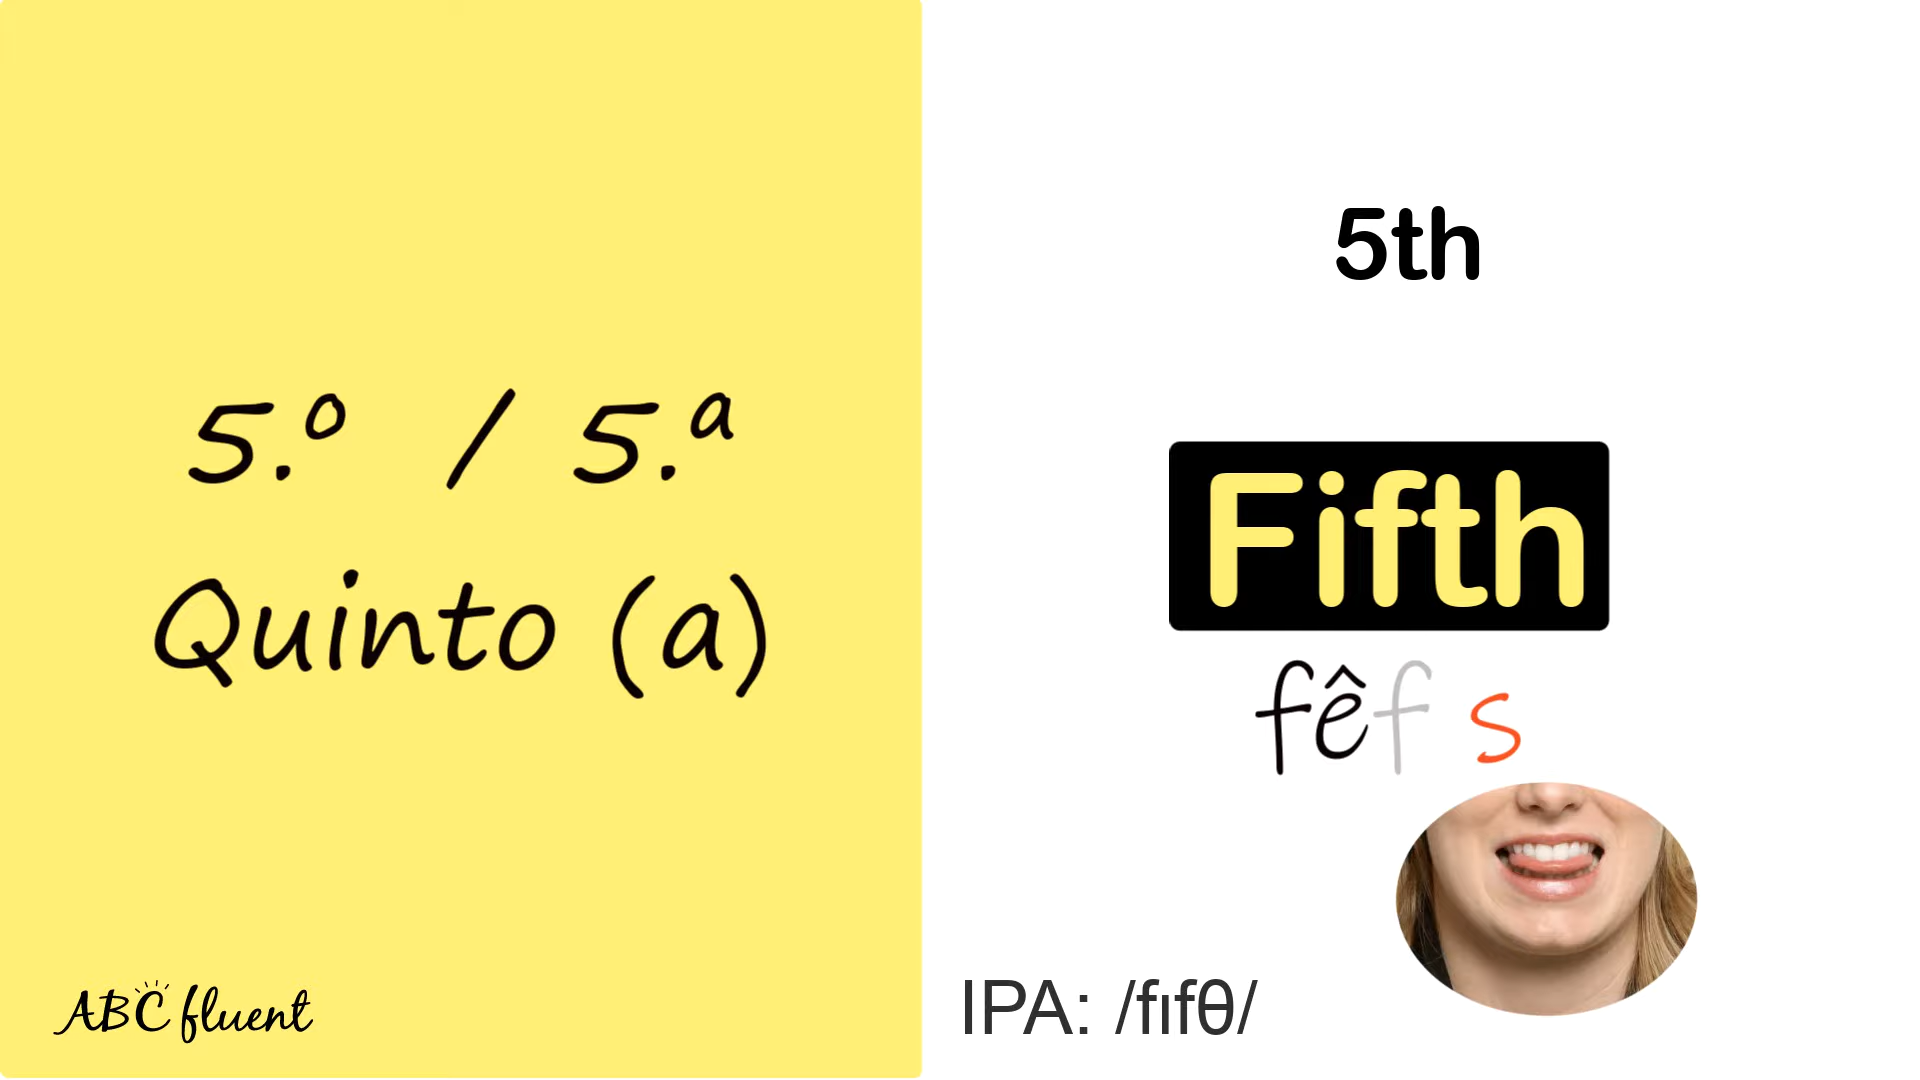 5.º / 5.ª
Quinto (a)
ABC fluent
5th
Fifth
fêf s
IPA: /fɪfθ/